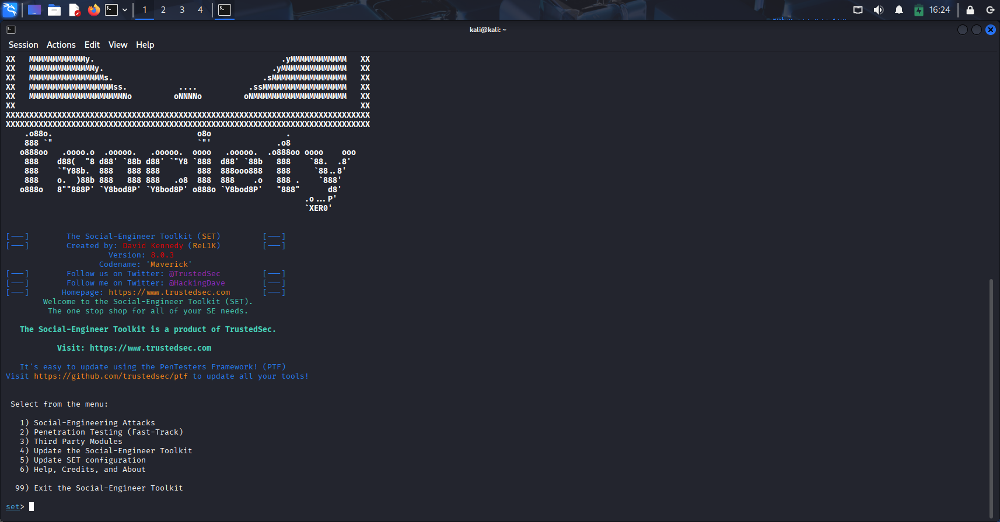 1 2 3 4 16:24
kali@kali: ~
Session Actions Edit View Help
XX   MMMMMMMMMMMMy.                                        .yMMMMMMMMMMMM   XX
XX   MMMMMMMMMMMMMMy.                                     .yMMMMMMMMMMMMMM   XX
XX   MMMMMMMMMMMMMMMMs.                                .sMMMMMMMMMMMMMMMM   XX
XX   MMMMMMMMMMMMMMMMMMss.           ....           .ssMMMMMMMMMMMMMMMMMM   XX
XX   MMMMMMMMMMMMMMMMMMMMNo         oNNNNo         oNMMMMMMMMMMMMMMMMMMMM   XX
XX                                                                          XX
XXXXXXXXXXXXXXXXXXXXXXXXXXXXXXXXXXXXXXXXXXXXXXXXXXXXXXXXXXXXXXXXXXXXXXXXXXXXXX
XXXXXXXXXXXXXXXXXXXXXXXXXXXXXXXXXXXXXXXXXXXXXXXXXXXXXXXXXXXXXXXXXXXXXXXXXXXXXX
    .o88o.                               o8o                .
    888 `"                               `"'              .o8
   o888oo   .oooo.o  .ooooo.   .ooooo.  oooo   .ooooo.  .o888oo oooo    ooo
    888    d88(  "8 d88' `88b d88' `"Y8 `888  d88' `88b   888    `88.  .8'
    888    `"Y88b.  888   888 888        888  888ooo888   888     `88..8'
    888    o.  )88b 888   888 888   .o8  888  888    .o   888 .    `888'
   o888o   8""888P' `Y8bod8P' `Y8bod8P' o888o `Y8bod8P'   "888"      d8'
                                                                .o...P'
                                                                `XER0'
[---]        The Social-Engineer Toolkit (SET)         [---]
[---]        Created by: David Kennedy (ReL1K)         [---]
Version: 8.0.3
Codename: 'Maverick'
[---]        Follow us on Twitter: @TrustedSec         [---]
[---]        Follow me on Twitter: @HackingDave        [---]
[---]       Homepage: https://www.trustedsec.com       [---]
Welcome to the Social-Engineer Toolkit (SET).
The one stop shop for all of your SE needs.
The Social-Engineer Toolkit is a product of TrustedSec.
Visit: https://www.trustedsec.com
It's easy to update using the PenTesters Framework! (PTF)
Visit https://github.com/trustedsec/ptf to update all your tools!
Select from the menu:
1) Social-Engineering Attacks
2) Penetration Testing (Fast-Track)
3) Third Party Modules
4) Update the Social-Engineer Toolkit
5) Update SET configuration
6) Help, Credits, and About
99) Exit the Social-Engineer Toolkit
set>